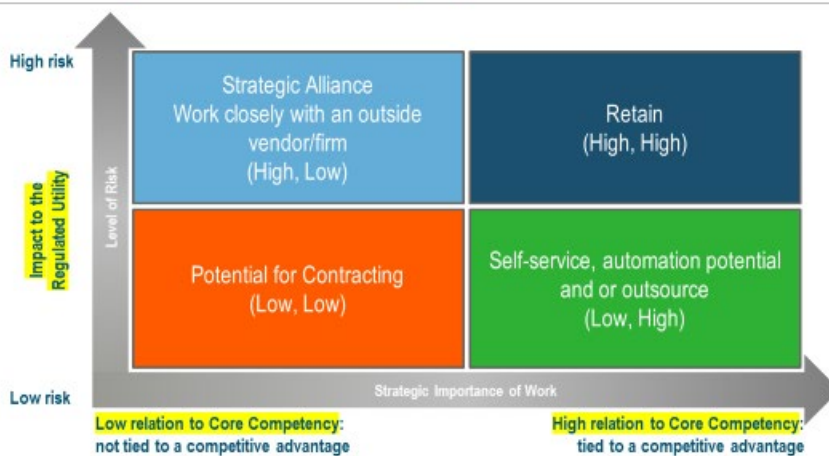 High risk
Strategic Alliance
Work closely with an outside
vendor/firm
(High, Low)
Retain
(High, High)
Impact to the
Regulated Utility
Level of Risk
Potential for Contracting
(Low, Low)
Self-service, automation potential
and or outsource
(Low, High)
Low risk
Strategic Importance of Work
Low relation to Core Competency:
not tied to a competitive advantage
High relation to Core Competency:
tied to a competitive advantage